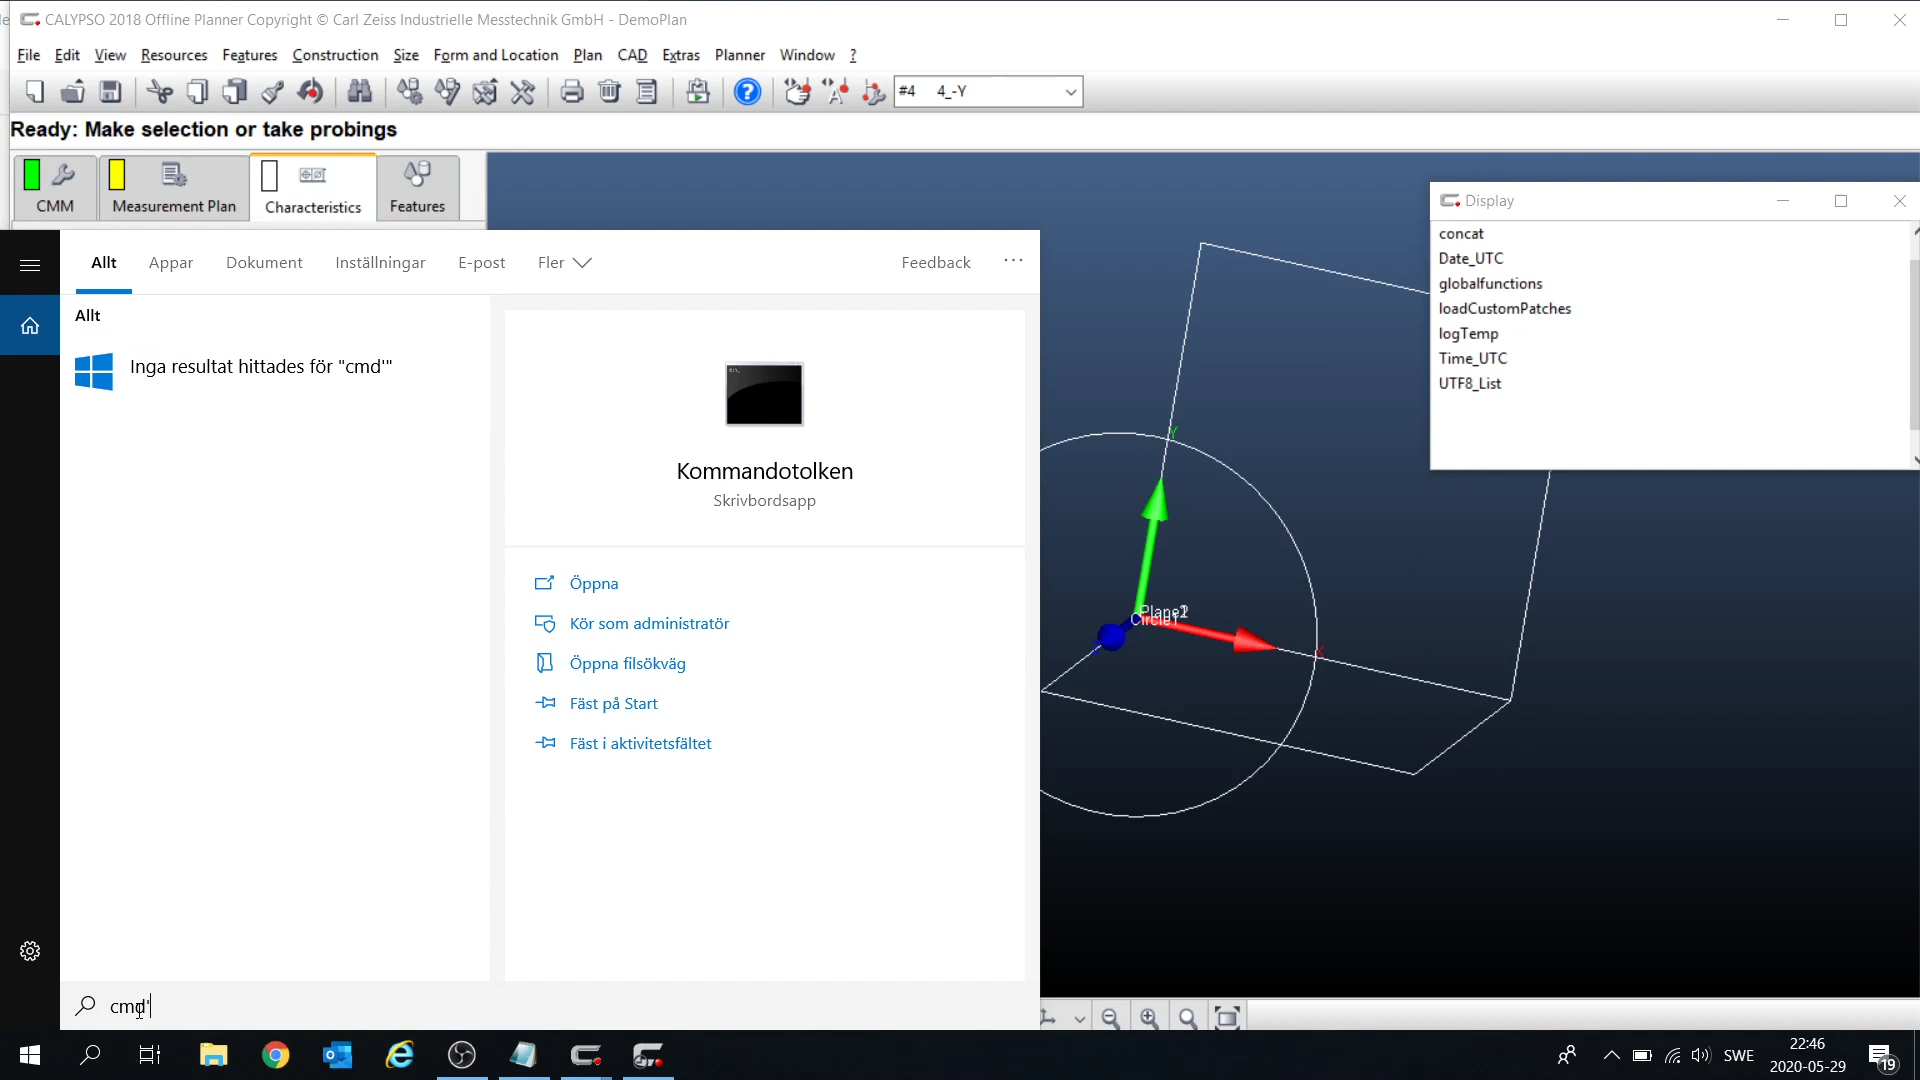 CALYPSO 2018 Offline Planner Copyright © Carl Zeiss Industrielle Messtechnik GmbH - DemoPlan
File Edit View Resources Features Construction Size Form and Location Plan CAD Extras Planner Window ?
#4 4_-Y
Ready: Make selection or take probings
CMM
Measurement Plan
Characteristics
Features
Display
concat
Date_UTC
globalfunctions
loadCustomPatches
logTemp
Time_UTC
UTF8_List
Allt Appar Dokument Inställningar E-post Fler Feedback ...
Allt
Inga resultat hittades för "cmd'"
Kommandotolken
Skrivbordsapp
Öppna
Kör som administratör
Öppna filsökväg
Fäst på Start
Fäst i aktivitetsfältet
Y
Circle1
X
cmd'
SWE
22:46
2020-05-29
19